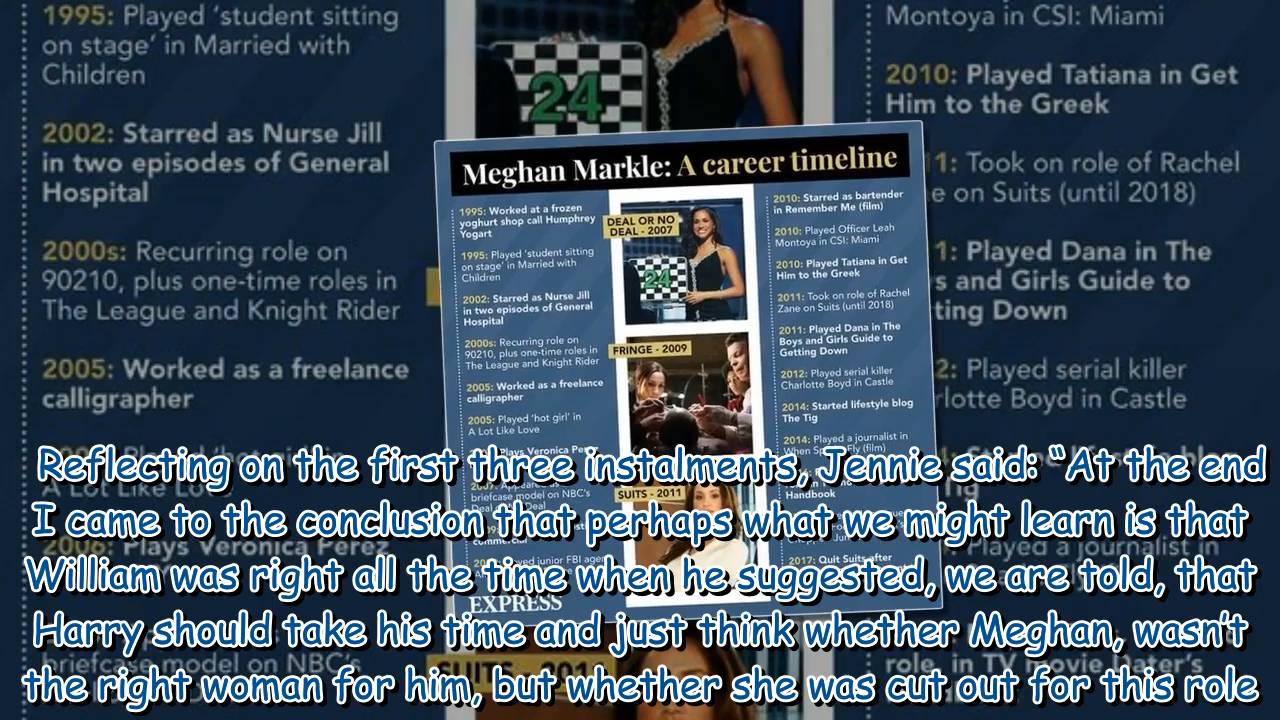 1995: Played ‘student sitting
on stage’ in Married with
Children
2002: Starred as Nurse Jill
in two episodes of General
Hospital
2000s: Recurring role on
90210, plus one-time roles in
The League and Knight Rider
2005: Worked as a freelance
calligrapher
24
Montoya in CSI: Miami
2010: Played Tatiana in Get
Him to the Greek
Took on role of Rachel
on Suits (until 2018)
Played Dana in The
and Girls Guide to
Down
Played serial killer
Boyd in Castle
Meghan Markle: A career timeline
1995: Worked at a frozen
yoghurt shop call Humphrey
Yogart
1995: Played ‘student sitting
on stage’ in Married with
Children
2002: Starred as Nurse Jill
in two episodes of General
Hospital
2000s: Recurring role on
90210, plus one-time roles in
The League and Knight Rider
2005: Worked as a freelance
calligrapher
2005: Played ‘hot girl’ in
A Lot Like Love
DEAL OR NO
DEAL - 2007
24
FRINGE - 2009
SUITS - 2011
2010: Starred as bartender
in Remember Me (film)
2010: Played Officer Leah
Montoya in CSI: Miami
2010: Played Tatiana in Get
Him to the Greek
2011: Took on role of Rachel
Zane on Suits (until 2018)
2011: Played Dana in The
Boys and Girls Guide to
Getting Down
2012: Played serial killer
Charlotte Boyd in Castle
2014: Started lifestyle blog
The Tig
2014: Played a journalist in
Handbook
2017: Quit Suits after
EXPRESS
Reflecting on the first three instalments, Jennie said: “At the end
I came to the conclusion that perhaps what we might learn is that
William was right all the time when he suggested, we are told, that
Harry should take his time and just think whether Meghan, wasn’t
the right woman for him, but whether she was cut out for this role